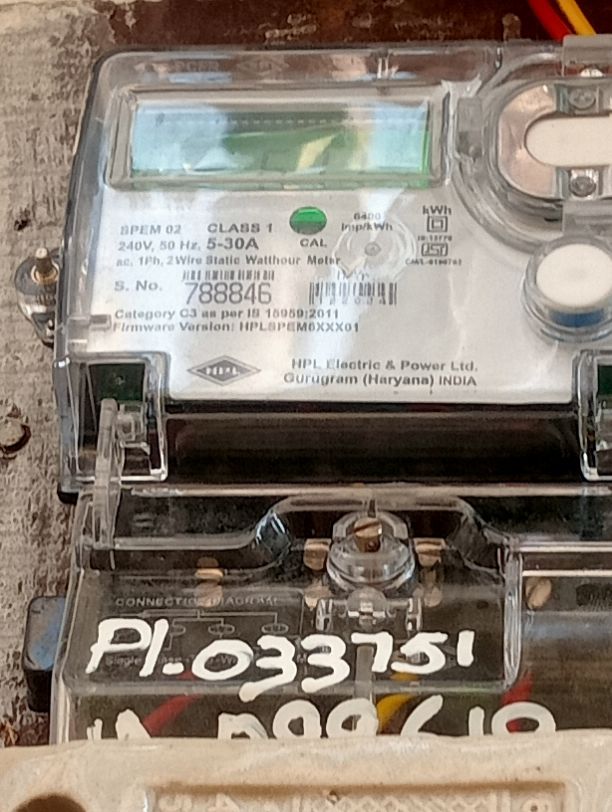 SPEM 02 CLASS 1
240V, 50 Hz, 5-30A
CAL
6400
imp/kWh
kWh
ac, 1Ph, 2Wire Static Watthour Meter
S. No. 788846
Category C3 as per IS 15959:2011
Firmware Version: HPLSPEM6XXX01
HPL
HPL Electric & Power Ltd.
Gurugram (Haryana) INDIA
CONNECTION DIAGRAM
Pl.033751